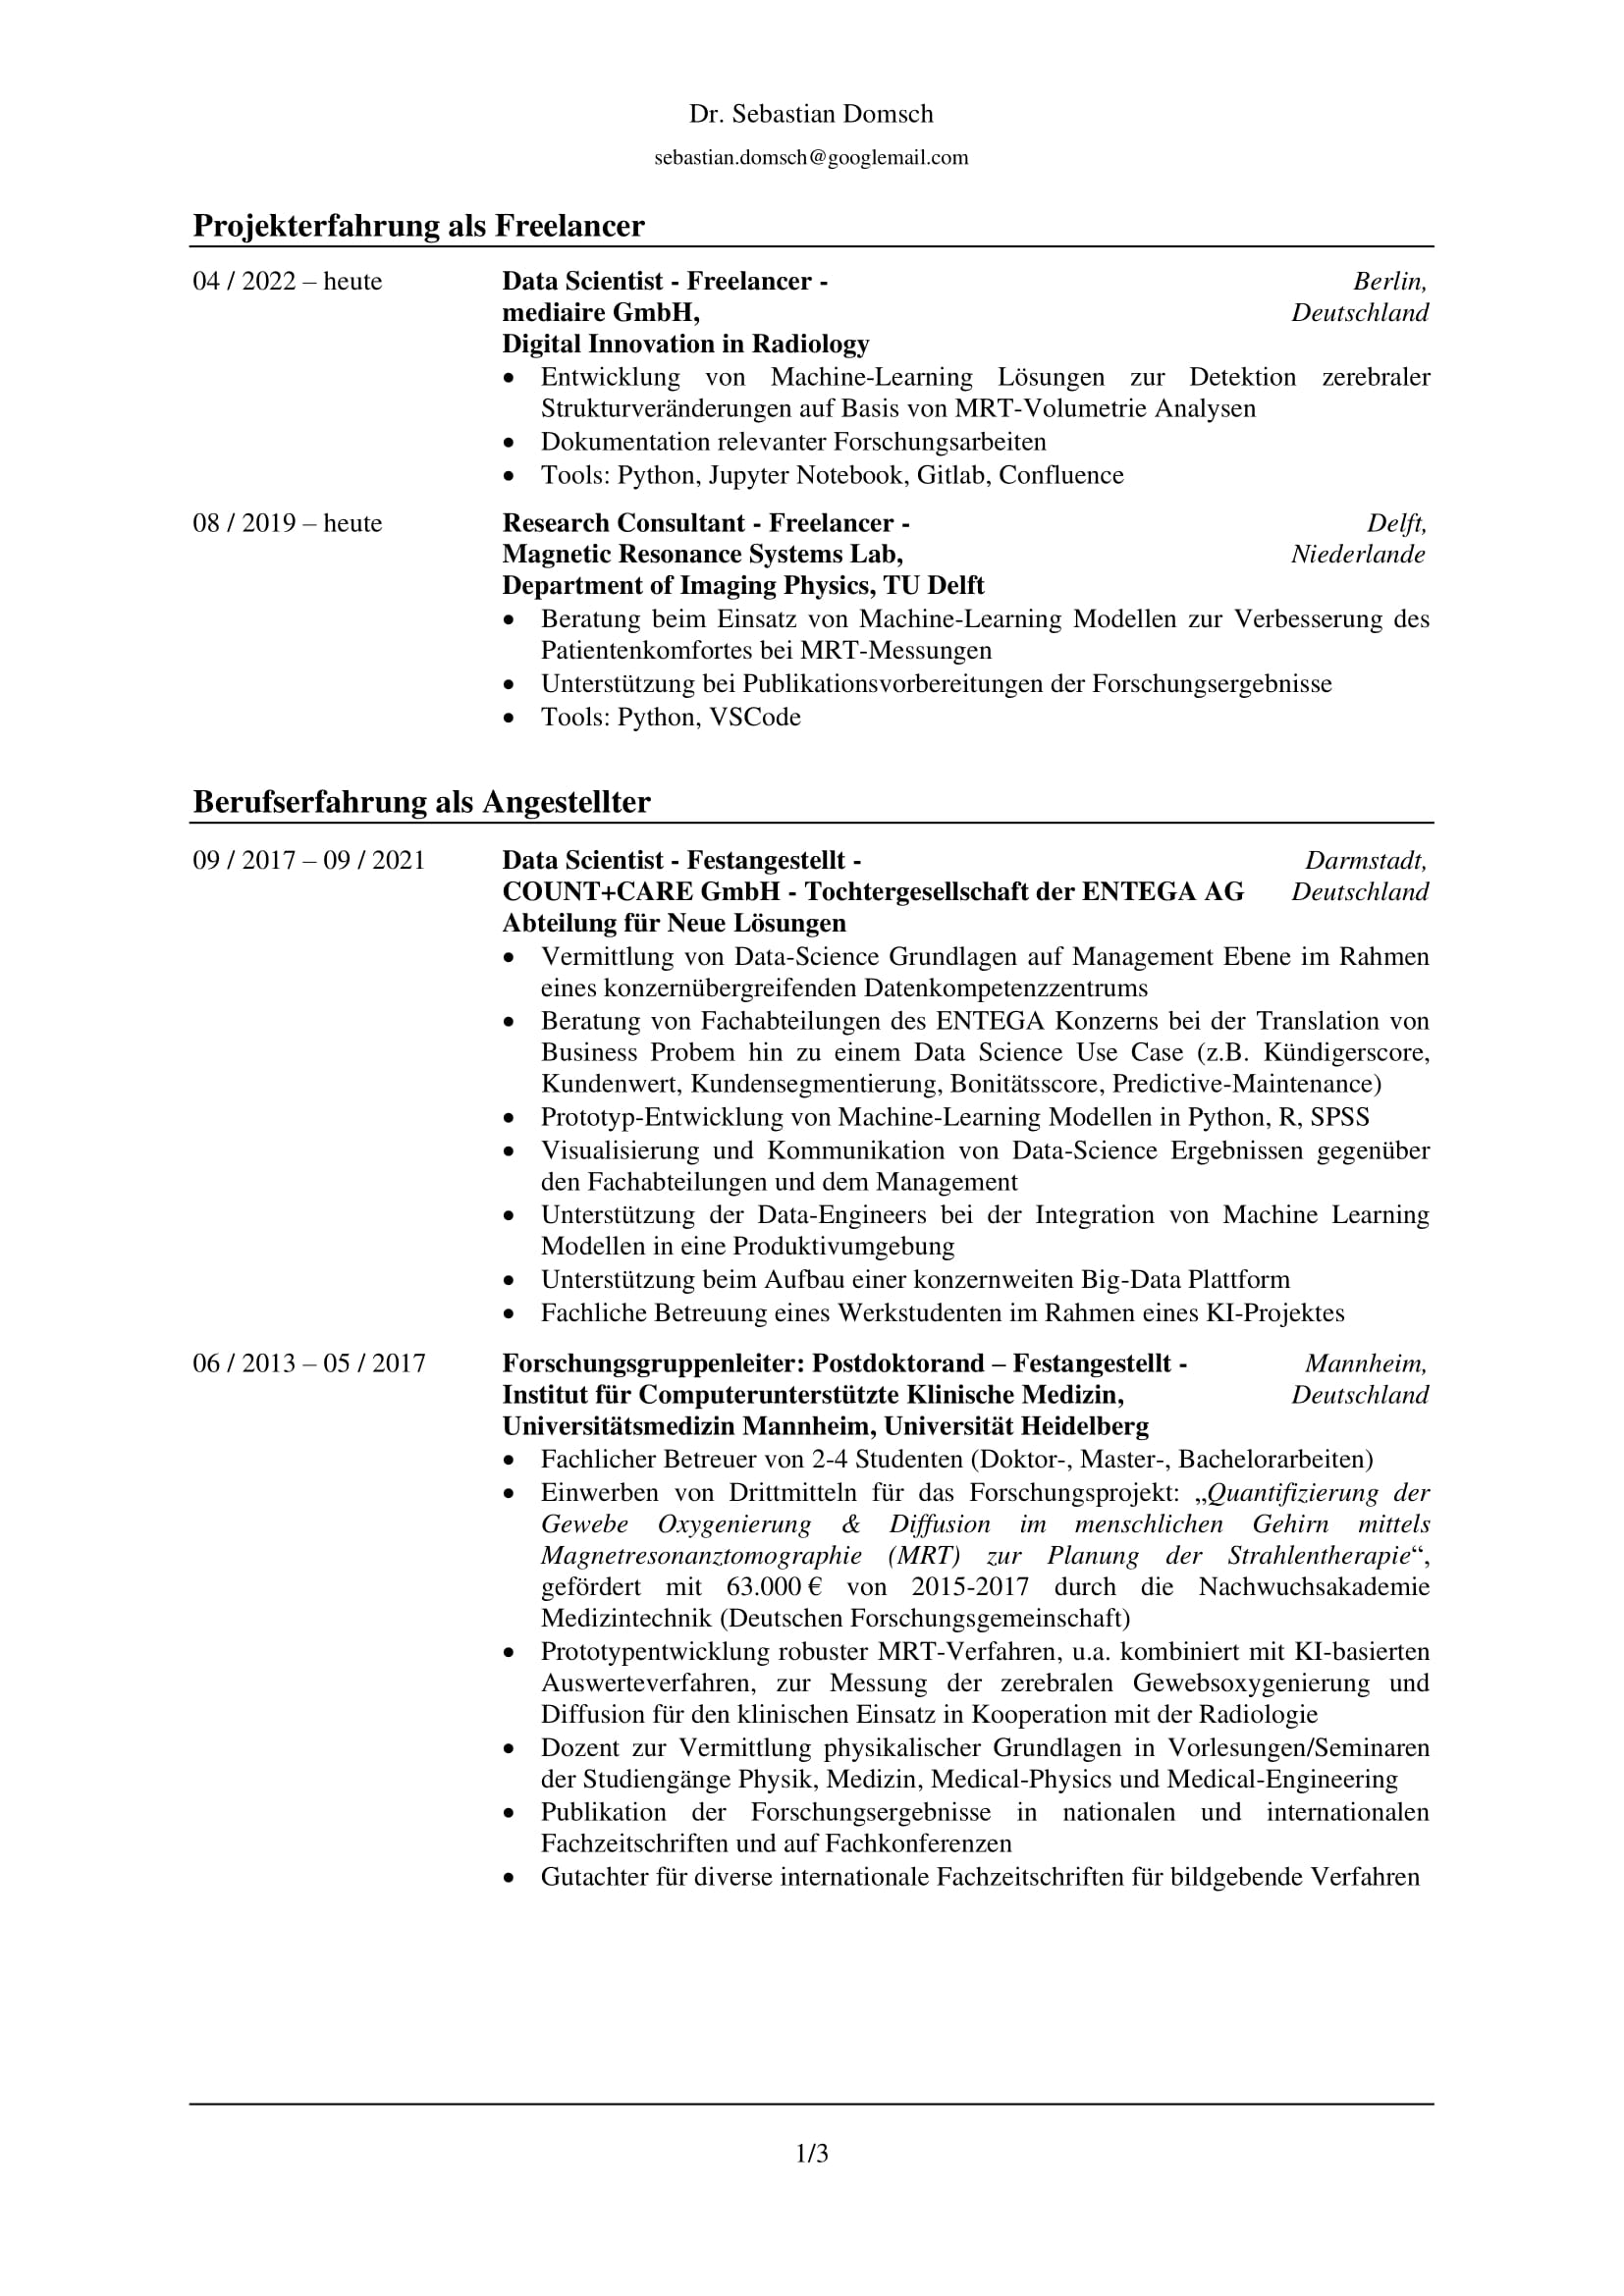 Dr. Sebastian Domsch
sebastian.domsch@googlemail.com
Projekterfahrung als Freelancer
04 / 2022 – heute
Data Scientist - Freelancer -
Berlin,
mediaire GmbH,
Deutschland
Digital Innovation in Radiology
• Entwicklung von Machine-Learning Lösungen zur Detektion zerebraler
Strukturveränderungen auf Basis von MRT-Volumetrie Analysen
• Dokumentation relevanter Forschungsarbeiten
• Tools: Python, Jupyter Notebook, Gitlab, Confluence
08 / 2019 – heute
Research Consultant - Freelancer -
Delft,
Magnetic Resonance Systems Lab,
Niederlande
Department of Imaging Physics, TU Delft
• Beratung beim Einsatz von Machine-Learning Modellen zur Verbesserung des
Patientenkomfortes bei MRT-Messungen
• Unterstützung bei Publikationsvorbereitungen der Forschungsergebnisse
• Tools: Python, VSCode
Berufserfahrung als Angestellter
09 / 2017 – 09 / 2021
Data Scientist - Festangestellt -
Darmstadt,
COUNT+CARE GmbH - Tochtergesellschaft der ENTEGA AG
Deutschland
Abteilung für Neue Lösungen
• Vermittlung von Data-Science Grundlagen auf Management Ebene im Rahmen
eines konzernübergreifenden Datenkompetenzzentrums
• Beratung von Fachabteilungen des ENTEGA Konzerns bei der Translation von
Business Probem hin zu einem Data Science Use Case (z.B. Kündigerscore,
Kundenwert, Kundensegmentierung, Bonitätsscore, Predictive-Maintenance)
• Prototyp-Entwicklung von Machine-Learning Modellen in Python, R, SPSS
• Visualisierung und Kommunikation von Data-Science Ergebnissen gegenüber
den Fachabteilungen und dem Management
• Unterstützung der Data-Engineers bei der Integration von Machine Learning
Modellen in eine Produktivumgebung
• Unterstützung beim Aufbau einer konzernweiten Big-Data Plattform
• Fachliche Betreuung eines Werkstudenten im Rahmen eines KI-Projektes
06 / 2013 – 05 / 2017
Forschungsgruppenleiter: Postdoktorand – Festangestellt -
Mannheim,
Institut für Computerunterstützte Klinische Medizin,
Deutschland
Universitätsmedizin Mannheim, Universität Heidelberg
• Fachlicher Betreuer von 2-4 Studenten (Doktor-, Master-, Bachelorarbeiten)
• Einwerben von Drittmitteln für das Forschungsprojekt: „Quantifizierung der
Gewebe Oxygenierung & Diffusion im menschlichen Gehirn mittels
Magnetresonanztomographie (MRT) zur Planung der Strahlentherapie“,
gefördert mit 63.000 € von 2015-2017 durch die Nachwuchsakademie
Medizintechnik (Deutschen Forschungsgemeinschaft)
• Prototypentwicklung robuster MRT-Verfahren, u.a. kombiniert mit KI-basierten
Auswerteverfahren, zur Messung der zerebralen Gewebsoxygenierung und
Diffusion für den klinischen Einsatz in Kooperation mit der Radiologie
• Dozent zur Vermittlung physikalischer Grundlagen in Vorlesungen/Seminaren
der Studiengänge Physik, Medizin, Medical-Physics und Medical-Engineering
• Publikation der Forschungsergebnisse in nationalen und internationalen
Fachzeitschriften und auf Fachkonferenzen
• Gutachter für diverse internationale Fachzeitschriften für bildgebende Verfahren
1/3